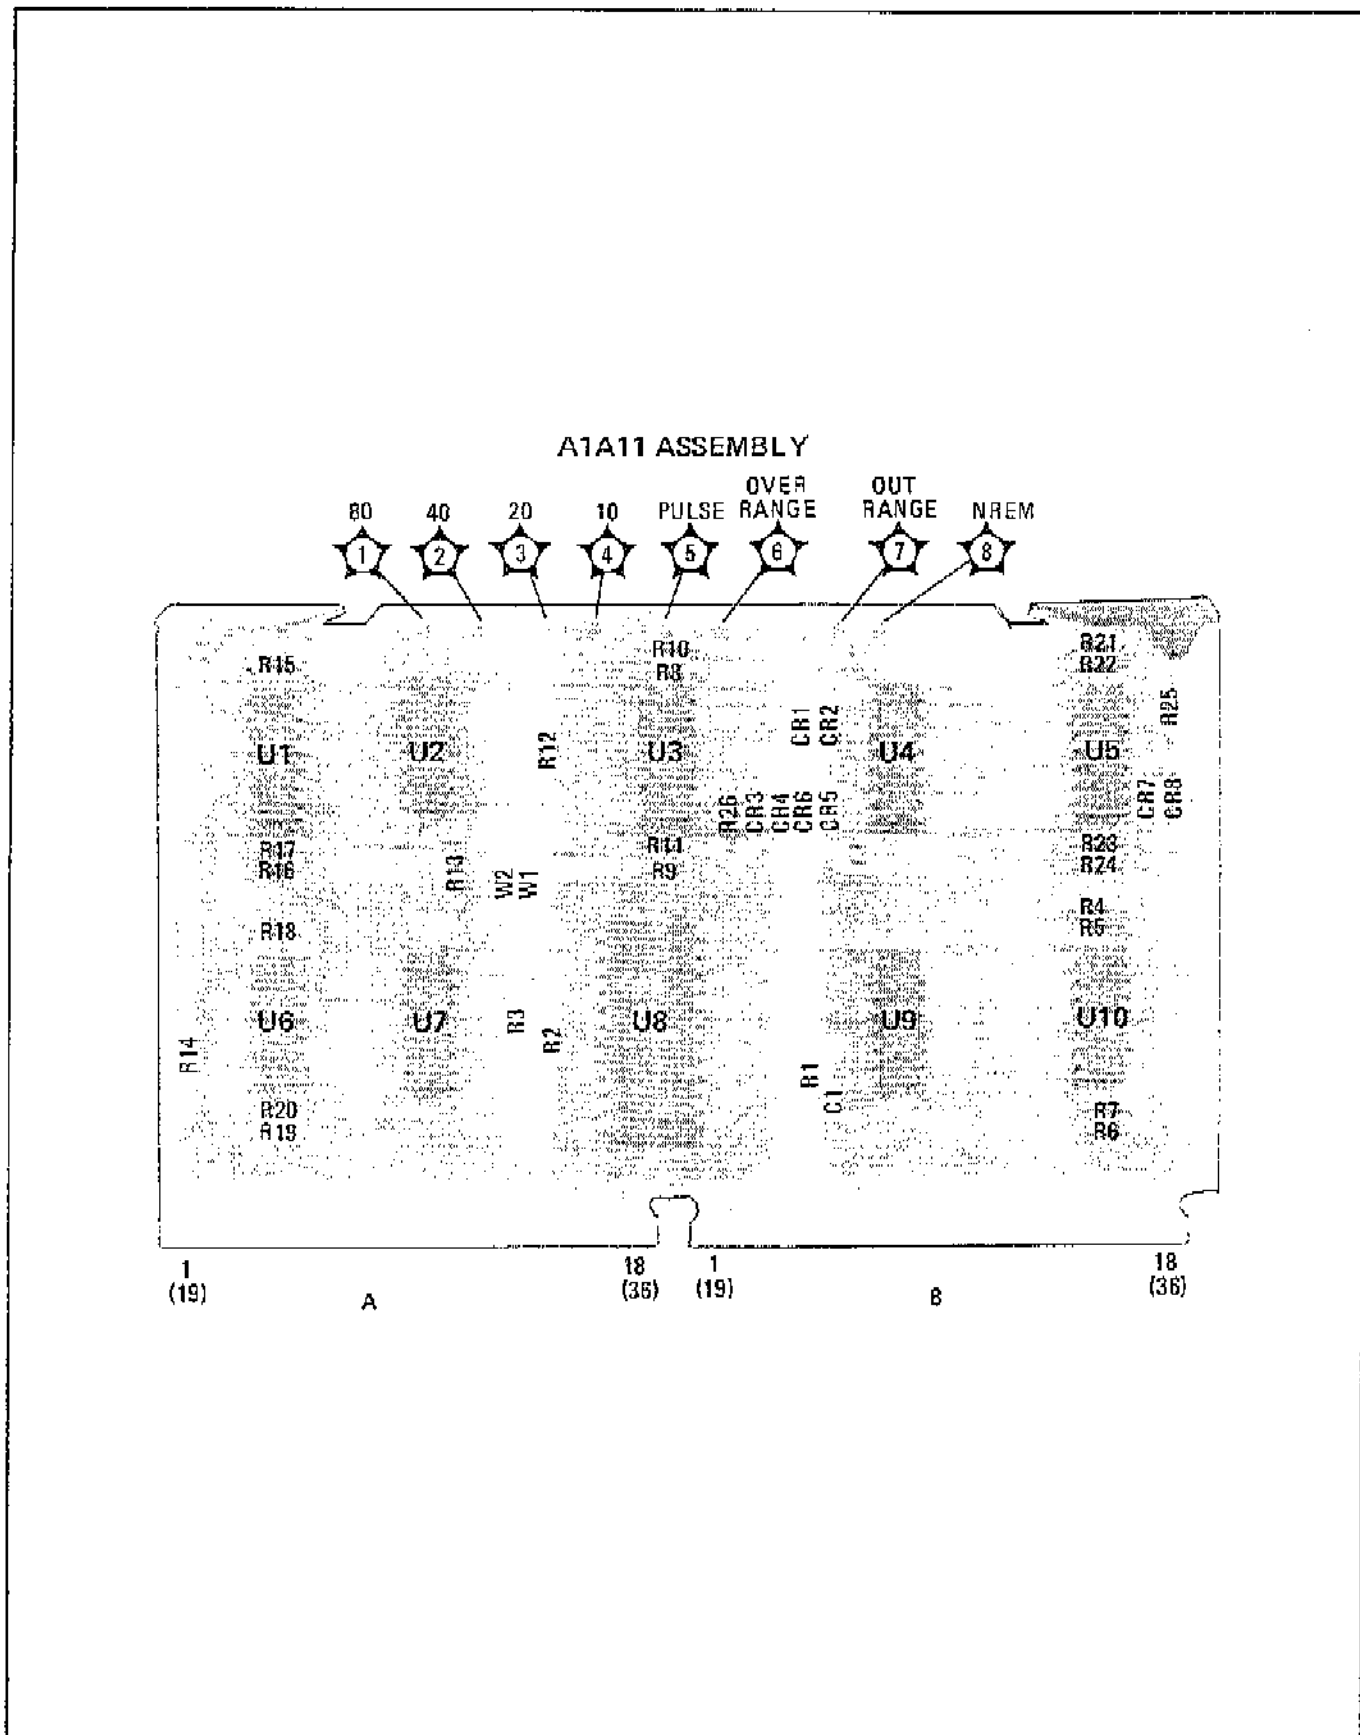 A1A11 ASSEMBLY
80 40 20 10 PULSE OVER RANGE OUT RANGE NREM
1 2 3 4 5 6 7 8
R10 R21
R15 R8 R22
R25
CR1 CR2
U1 U2 R12 U3 U4 U5
R26 CR3 CR4 CR6 CR5 CR7 CR8
R17 R11 R23
R16 R13 W2 W1 R9 R24
R4
R18 R5
U6 U7 R3 R2 U8 U9 U10
R14 R1
C1
R20 R7
R19 R6
1 18 1 18
(19) (36) (19) (36)
A B